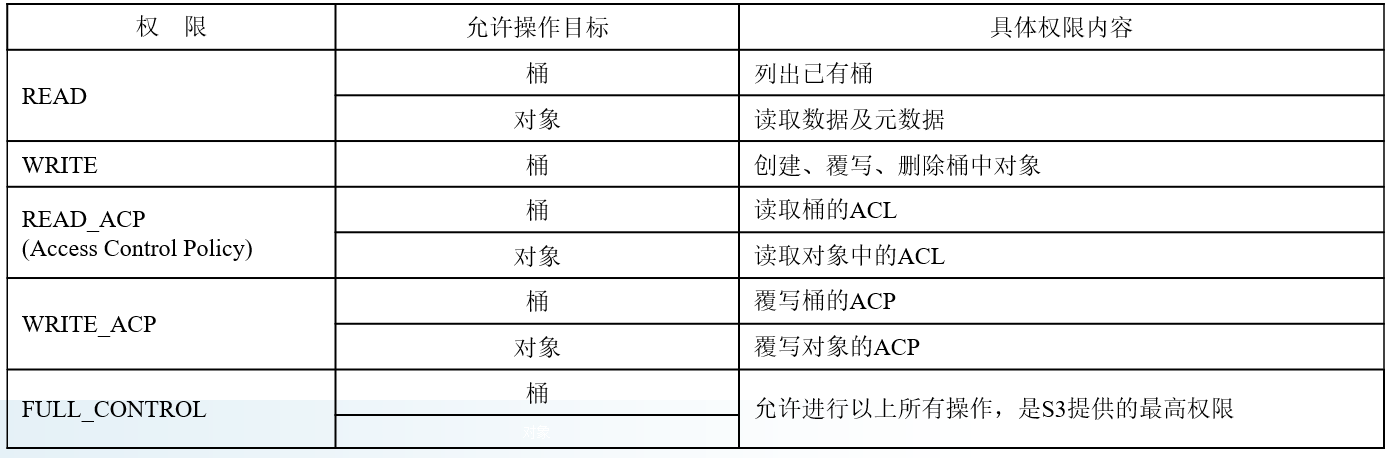 权 限 允许操作目标 具体权限内容
READ 桶 列出已有桶
对象 读取数据及元数据
WRITE 桶 创建、覆写、删除桶中对象
READ_ACP
(Access Control Policy)
桶 读取桶的ACL
对象 读取对象中的ACL
WRITE_ACP 桶 覆写桶的ACP
对象 覆写对象的ACP
FULL_CONTROL 桶 允许进行以上所有操作，是S3提供的最高权限
对象